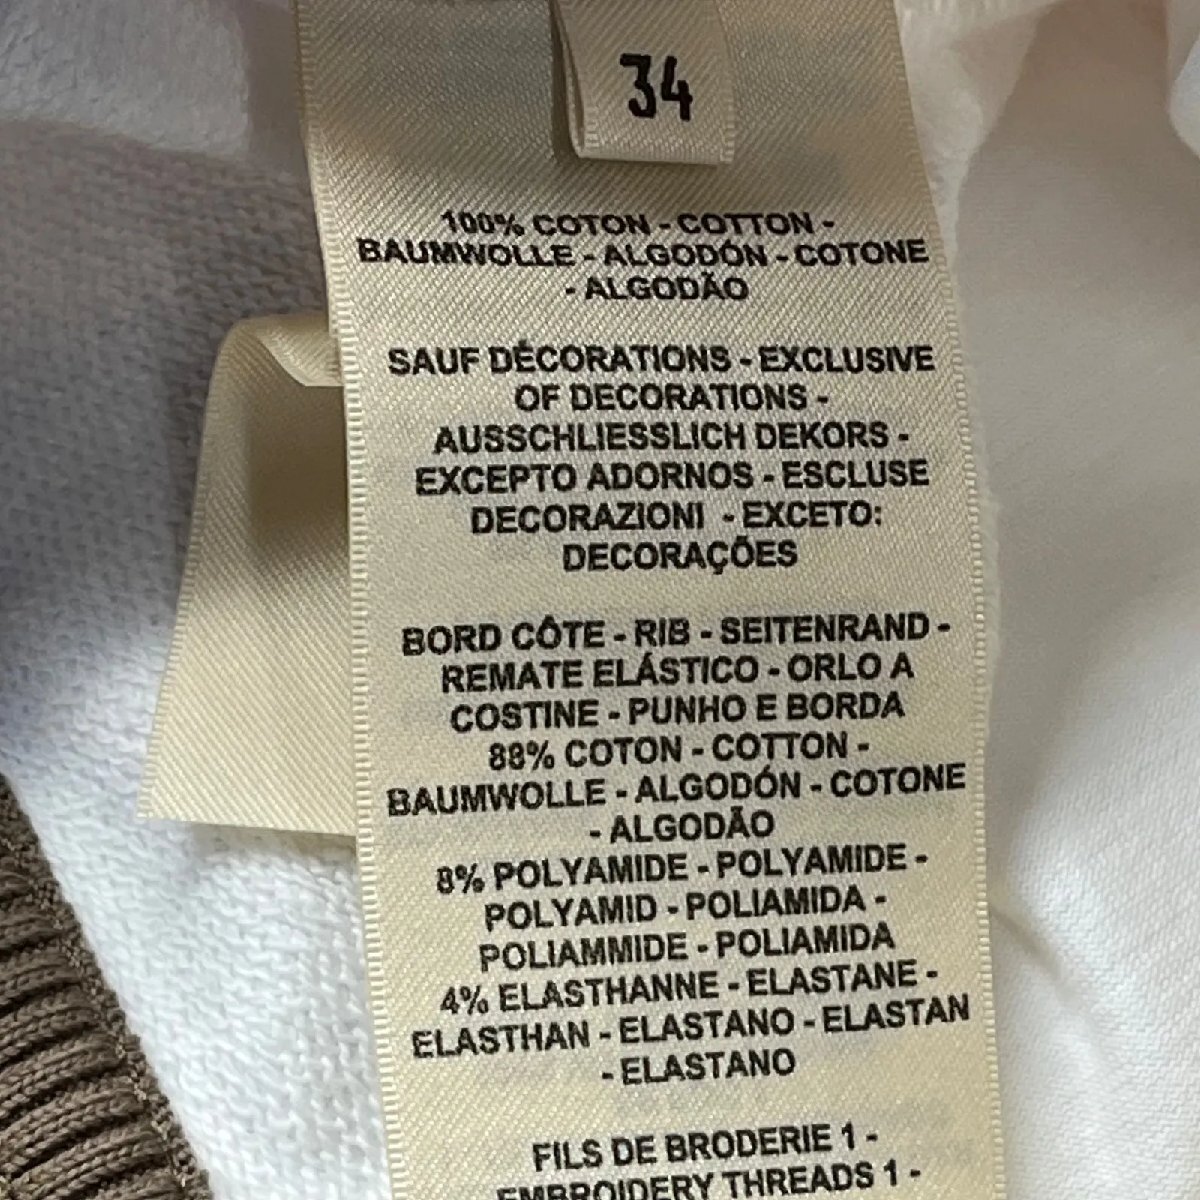 34
100% COTON - COTTON -
BAUMWOLLE - ALGODÓN - COTONE
- ALGODÃO
SAUF DÉCORATIONS - EXCLUSIVE
OF DECORATIONS -
AUSSCHLIESSLICH DEKORS -
EXCEPTO ADORNOS - ESCLUSE
DECORAZIONI - EXCETO:
DECORAÇÕES
BORD CÔTE - RIB - SEITENRAND -
REMATE ELÁSTICO - ORLO A
COSTINE - PUNHO E BORDA
88% COTON - COTTON -
BAUMWOLLE - ALGODÓN - COTONE
- ALGODÃO
8% POLYAMIDE - POLYAMIDE -
POLYAMID - POLIAMIDA -
POLIAMMIDE - POLIAMIDA
4% ELASTHANNE - ELASTANE -
ELASTHAN - ELASTANO - ELASTAN
- ELASTANO
FILS DE BRODERIE 1 -
EMBROIDERY THREADS 1 -